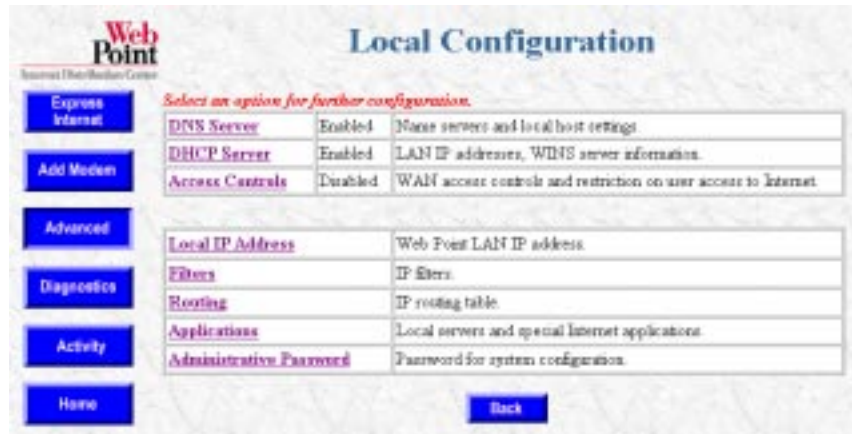 Web
Point
Internet Distribution Center
Local Configuration
Express
Internet
Add Modem
Advanced
Diagnostics
Activity
Home
Select an option for further configuration.
DNS Server Enabled Name servers and local host settings.
DHCP Server Enabled LAN IP addresses, WINS server information.
Access Controls Disabled WAN access controls and restriction on user access to Internet.
Local IP Address Web Point LAN IP address.
Filters IP filters.
Routing IP routing table.
Applications Local servers and special Internet applications.
Administrative Password Password for system configuration.
Back